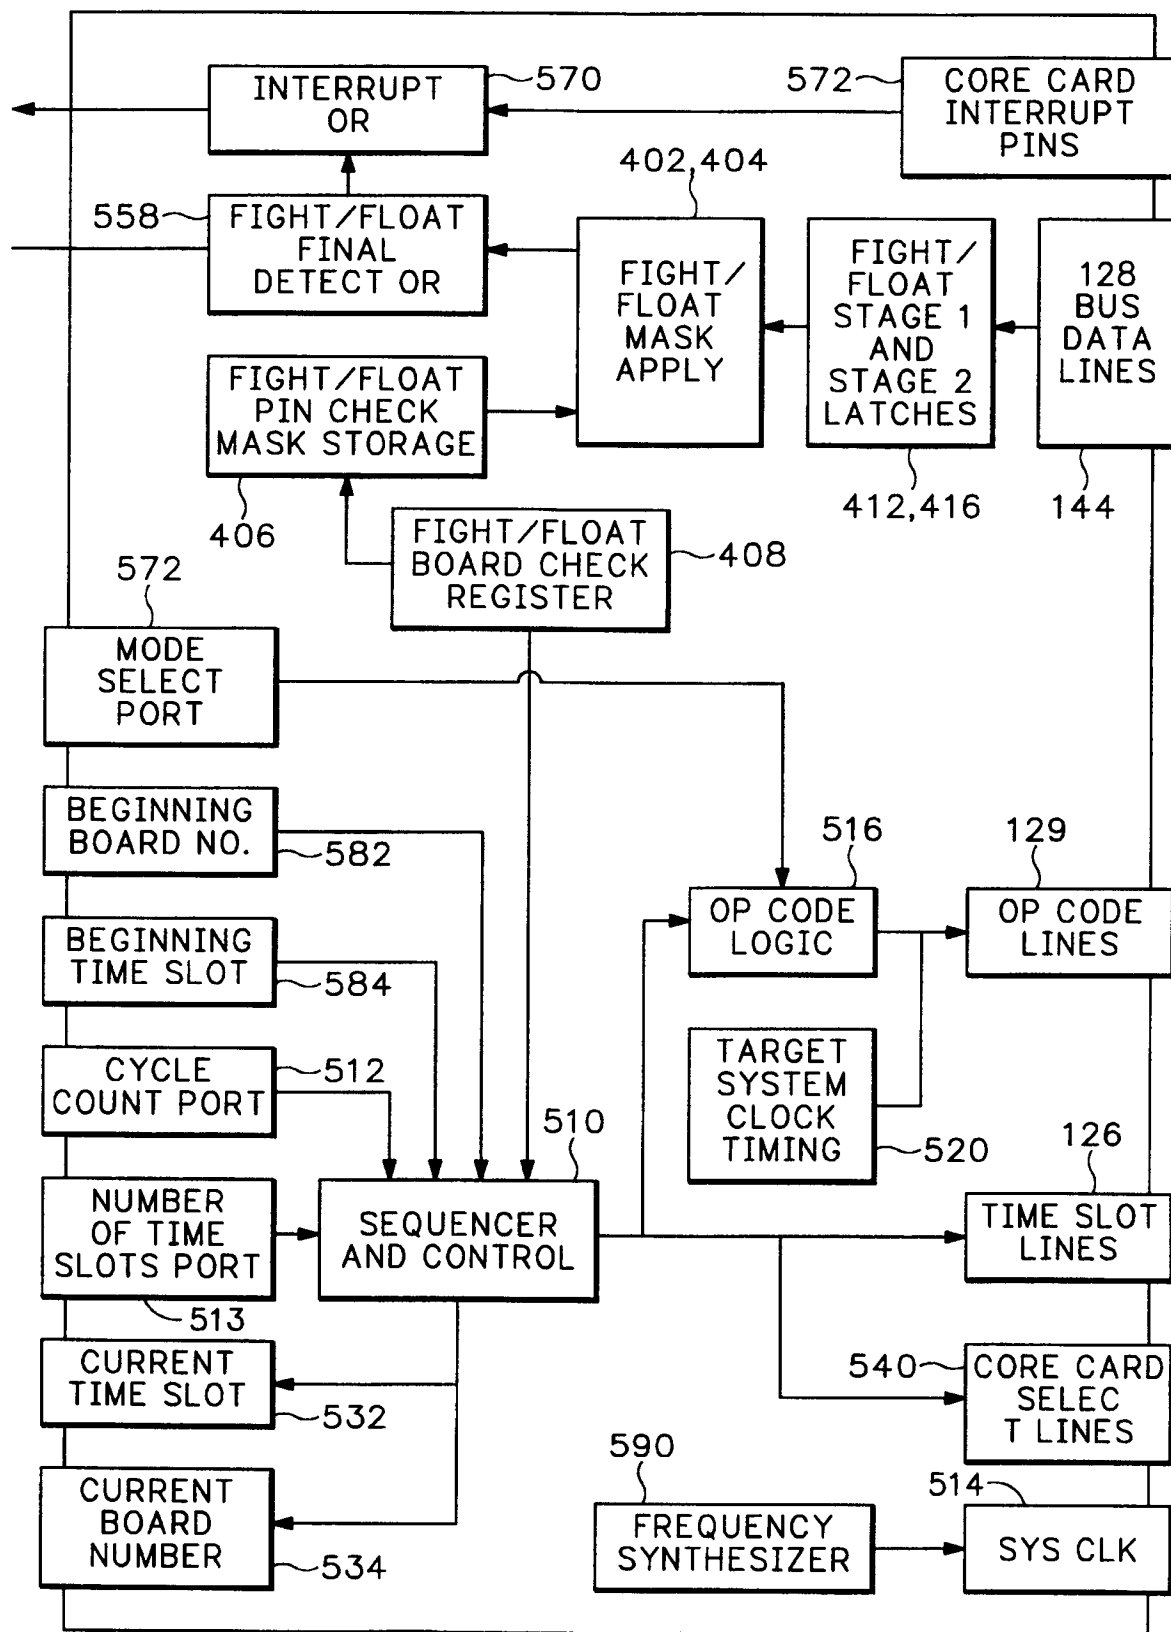 INTERRUPT
OR
570
572
CORE CARD
INTERRUPT
PINS
402,404
558
FIGHT/FLOAT
FINAL
DETECT OR
FIGHT/
FLOAT
MASK
APPLY
FIGHT/
FLOAT
STAGE 1
AND
STAGE 2
LATCHES
128
BUS
DATA
LINES
FIGHT/FLOAT
PIN CHECK
MASK STORAGE
406
412,416
144
FIGHT/FLOAT
BOARD CHECK
REGISTER
408
572
MODE
SELECT
PORT
BEGINNING
BOARD NO.
582
516
129
OP CODE
LOGIC
OP CODE
LINES
BEGINNING
TIME SLOT
584
CYCLE
COUNT PORT
512
TARGET
SYSTEM
CLOCK
TIMING
520
510
126
NUMBER
OF TIME
SLOTS PORT
513
SEQUENCER
AND CONTROL
TIME SLOT
LINES
CURRENT
TIME SLOT
532
540
CORE CARD
SELEC
T LINES
CURRENT
BOARD
NUMBER
534
590
FREQUENCY
SYNTHESIZER
514
SYS CLK